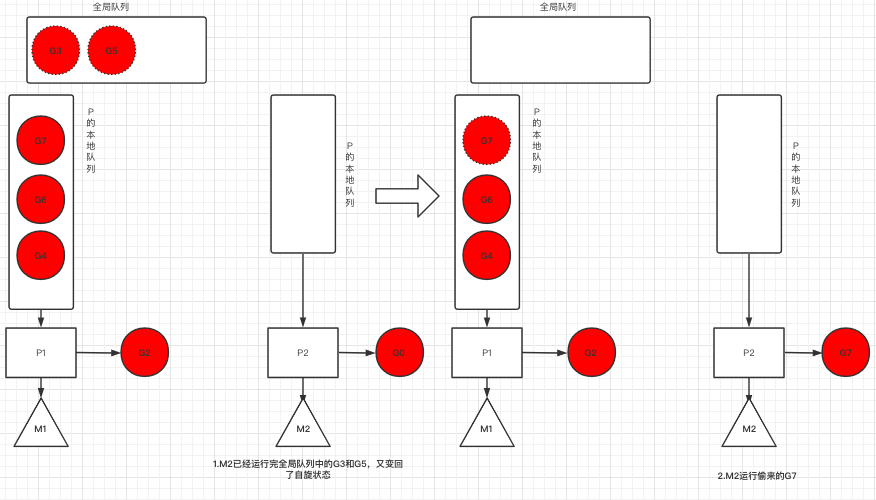 全局队列
G3
G5
P的本地队列
G7
G6
G4
P1
G2
M1
P的本地队列
P2
G0
M2
1.M2已经运行完全局队列中的G3和G5，又变回
了自旋状态
全局队列
P的本地队列
G7
G6
G4
P1
G2
M1
P的本地队列
P2
G7
M2
2.M2运行偷来的G7